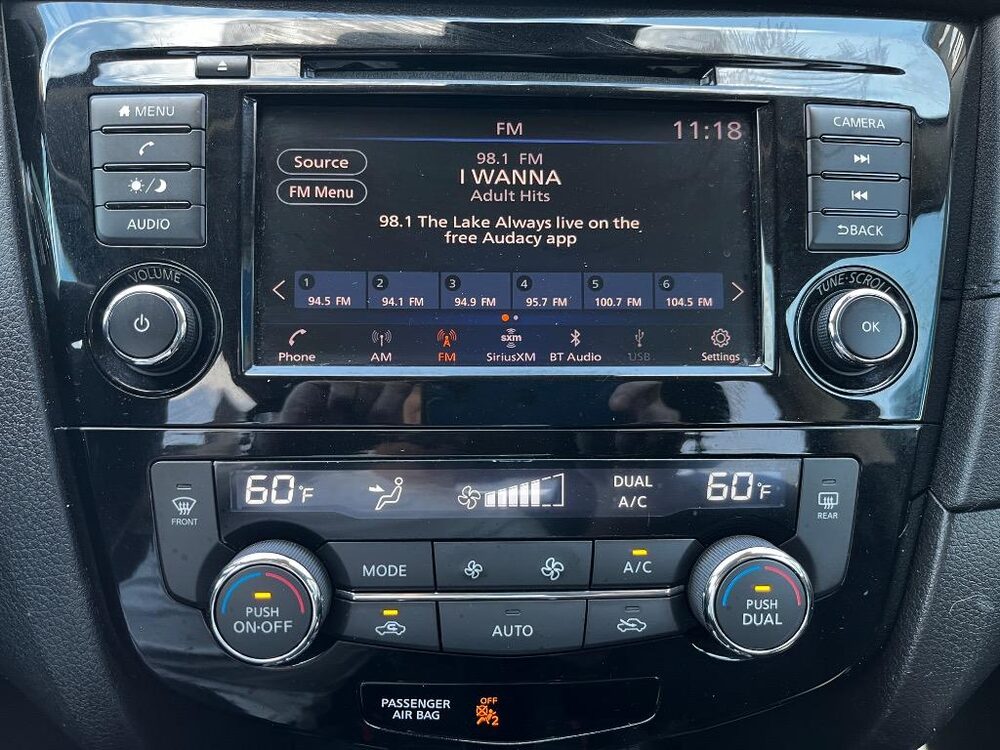 MENU
AUDIO
VOLUME
FM
11:18
Source
98.1 FM
I WANNA
FM Menu
Adult Hits
98.1 The Lake Always live on the
free Audacy app
1 2 3 4 5 6
94.5 FM 94.1 FM 94.9 FM 95.7 FM 100.7 FM 104.5 FM
sxm
Phone AM FM SiriusXM BT Audio USB Settings
CAMERA
BACK
TUNE·SCROLL
OK
60°F
DUAL
A/C
60°F
FRONT
REAR
MODE
A/C
PUSH
ON·OFF
AUTO
PUSH
DUAL
PASSENGER
AIR BAG
OFF
2